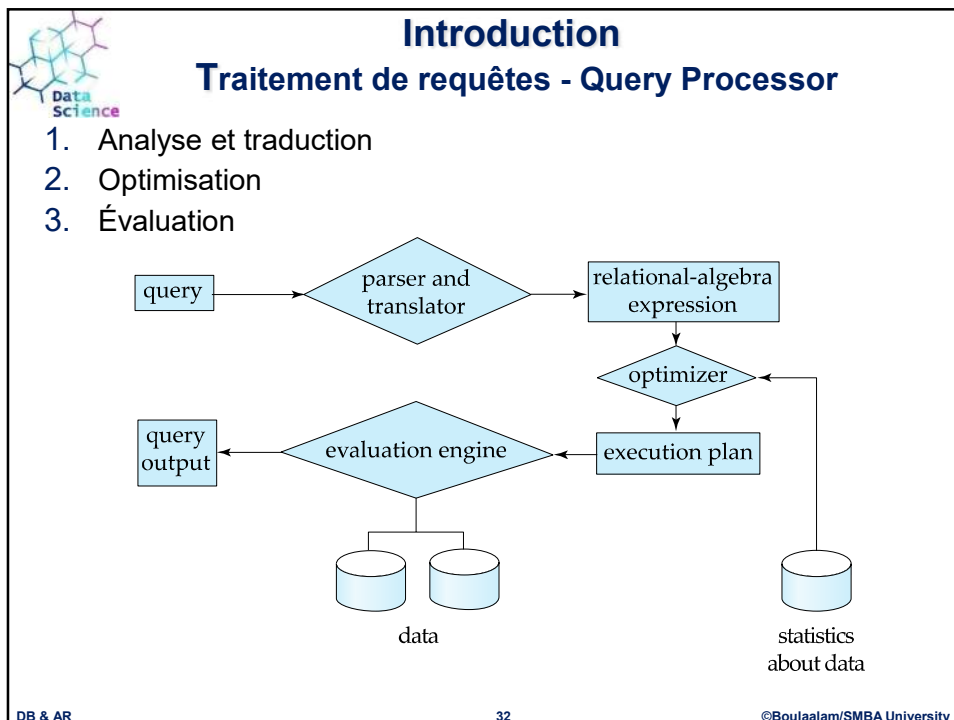 Data
Science
Introduction
Traitement de requêtes - Query Processor
1. Analyse et traduction
2. Optimisation
3. Évaluation
query
parser and
translator
relational-algebra
expression
optimizer
query
output
evaluation engine
execution plan
data
statistics
about data
DB & AR
32
©Boulaalam/SMBA University